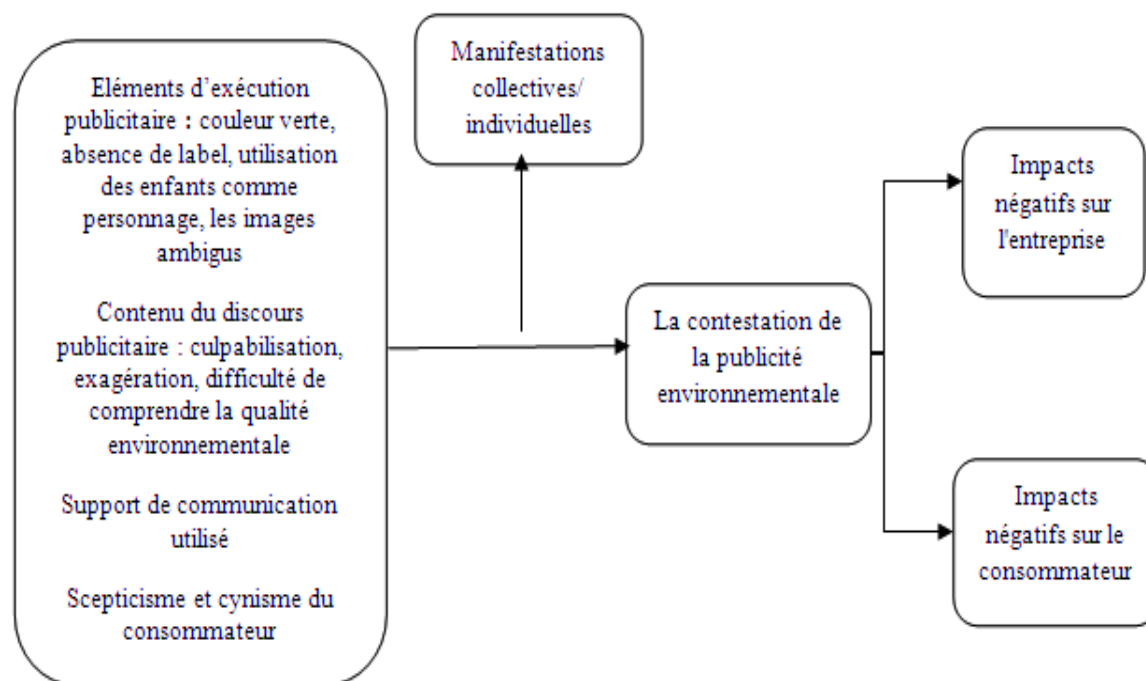 Eléments d'exécution
publicitaire : couleur verte,
absence de label, utilisation
des enfants comme
personnage, les images
ambigus
Contenu du discours
publicitaire : culpabilisation,
exagération, difficulté de
comprendre la qualité
environnementale
Support de communication
utilisé
Scepticisme et cynisme du
consommateur
Manifestations
collectives/
individuelles
La contestation de
la publicité
environnementale
Impacts
négatifs sur
l'entreprise
Impacts
négatifs sur le
consommateur